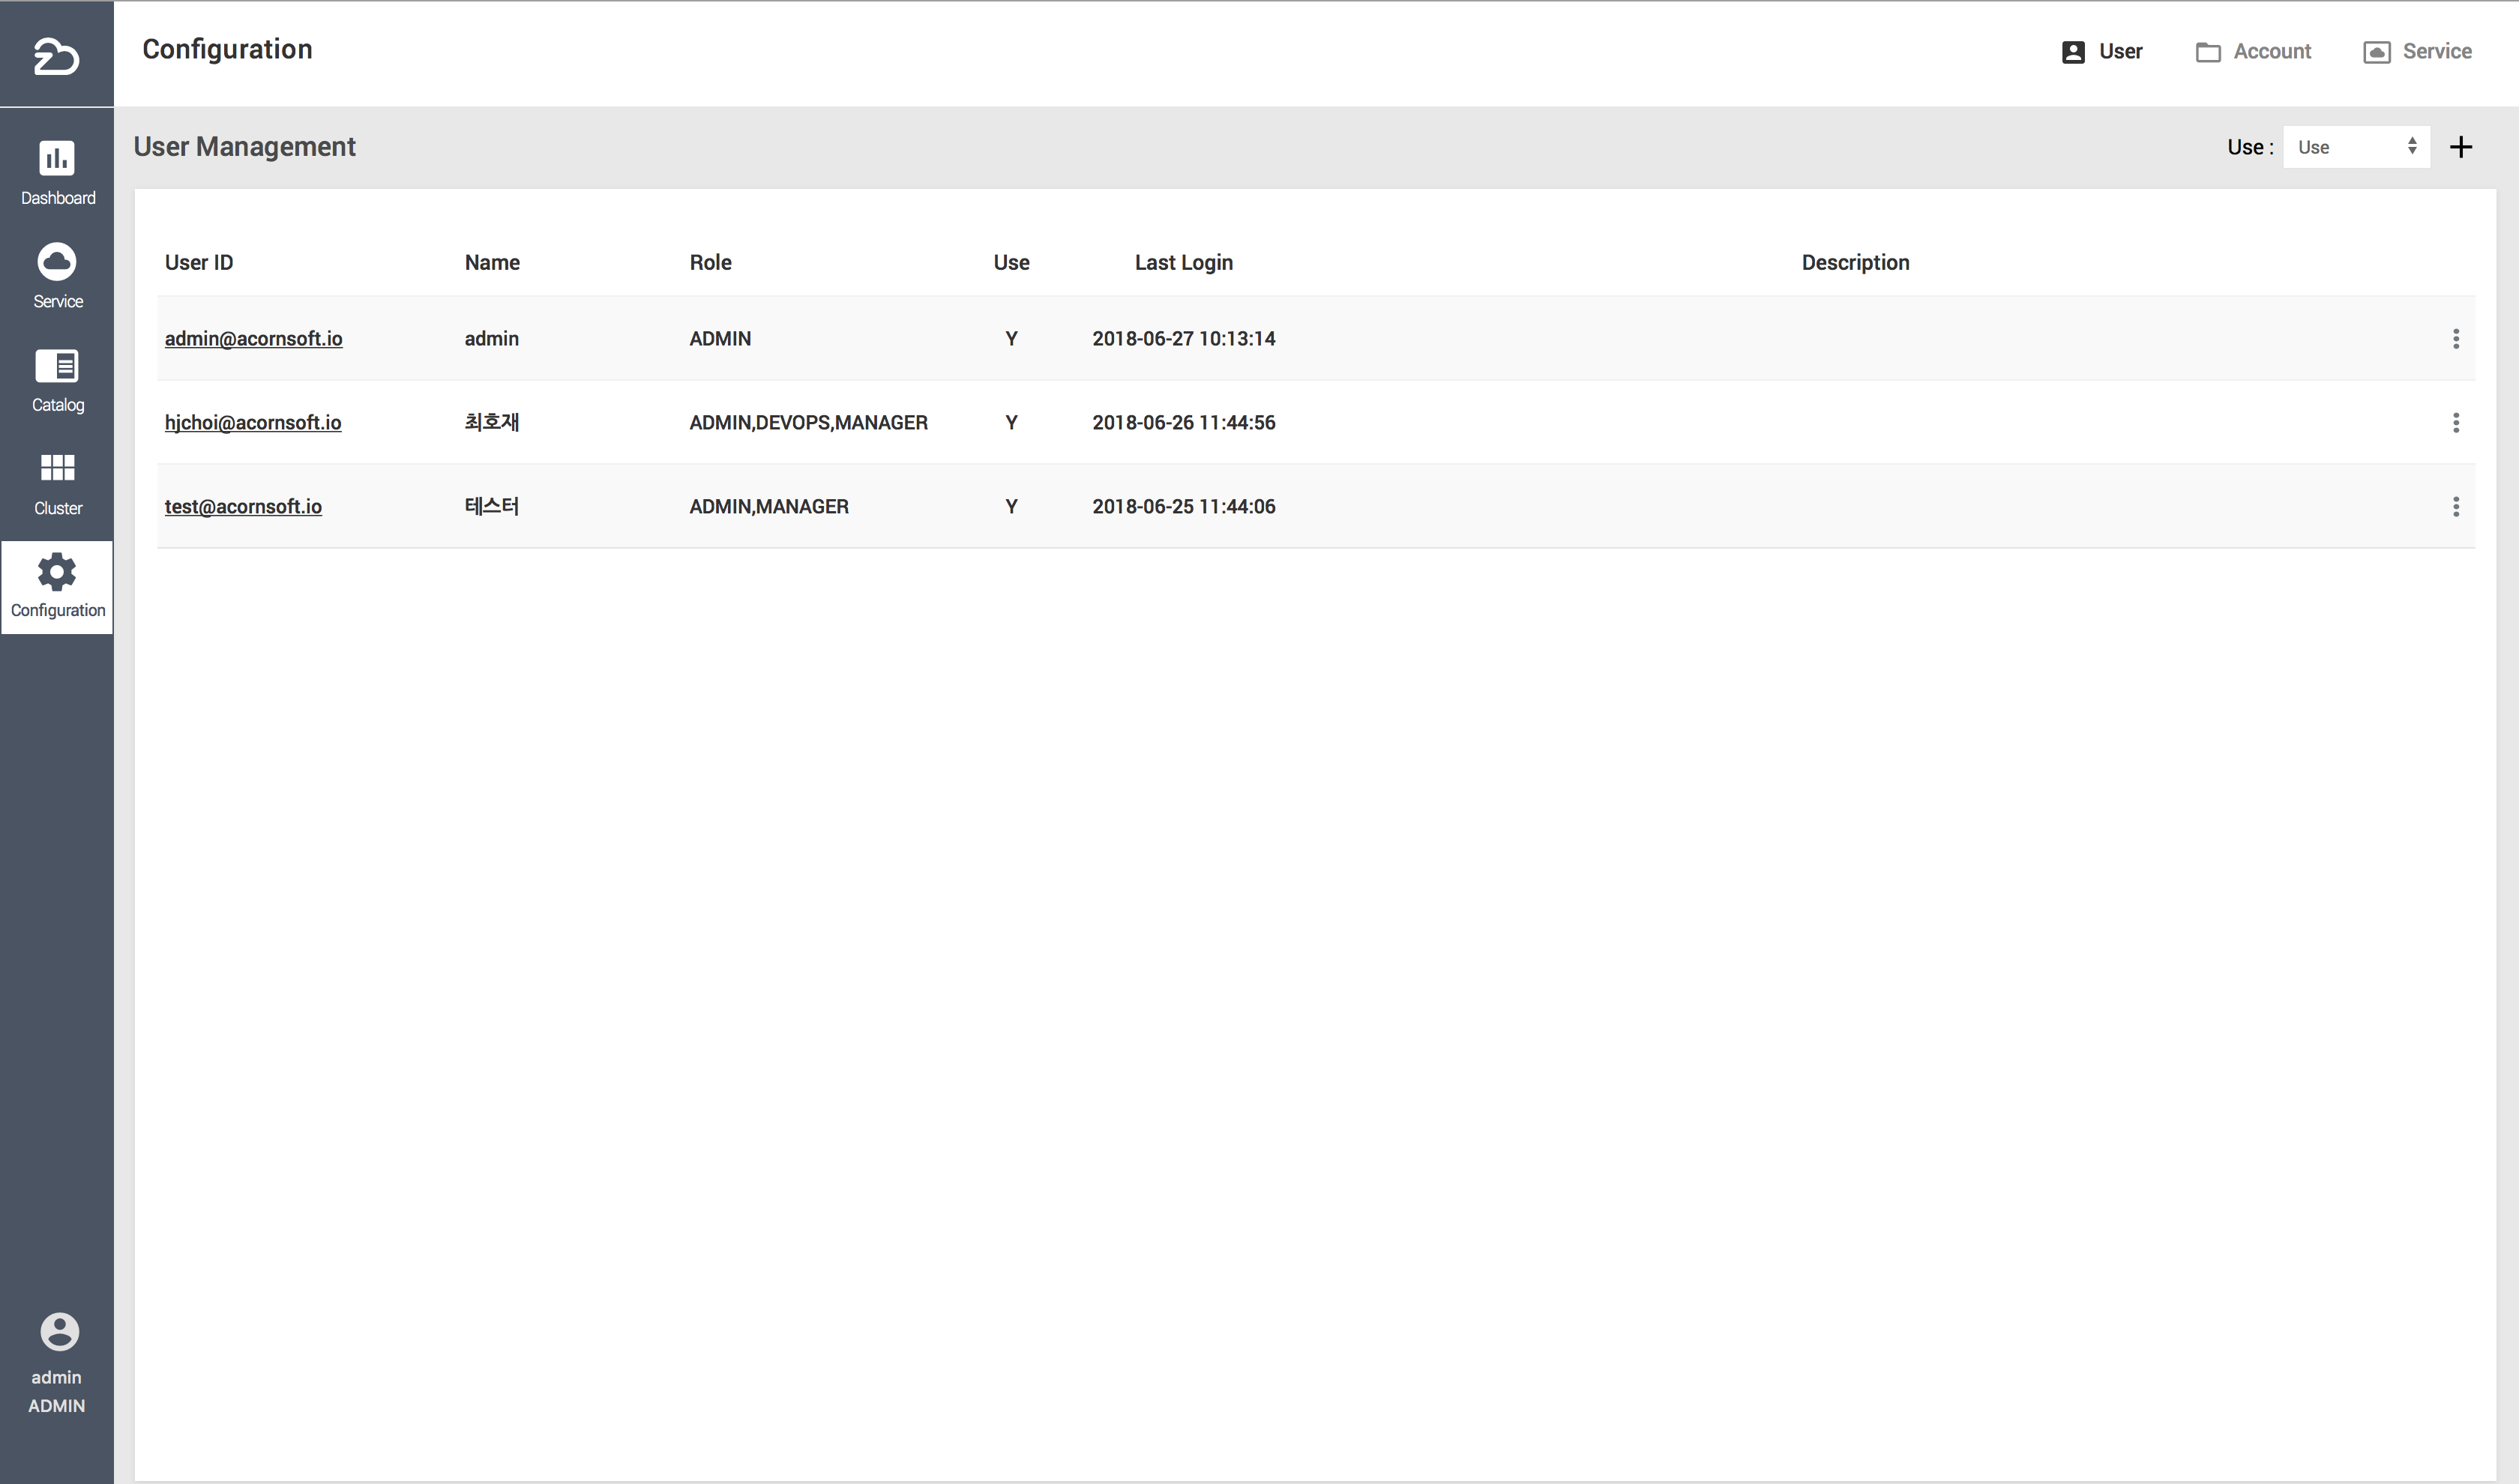 Configuration
User Account Service
Dashboard
Service
Catalog
Cluster
Configuration
admin
ADMIN
User Management
Use : Use
User ID Name Role Use Last Login Description
admin@acornsoft.io admin ADMIN Y 2018-06-27 10:13:14
hjchoi@acornsoft.io 최호재 ADMIN,DEVOPS,MANAGER Y 2018-06-26 11:44:56
test@acornsoft.io 테스터 ADMIN,MANAGER Y 2018-06-25 11:44:06